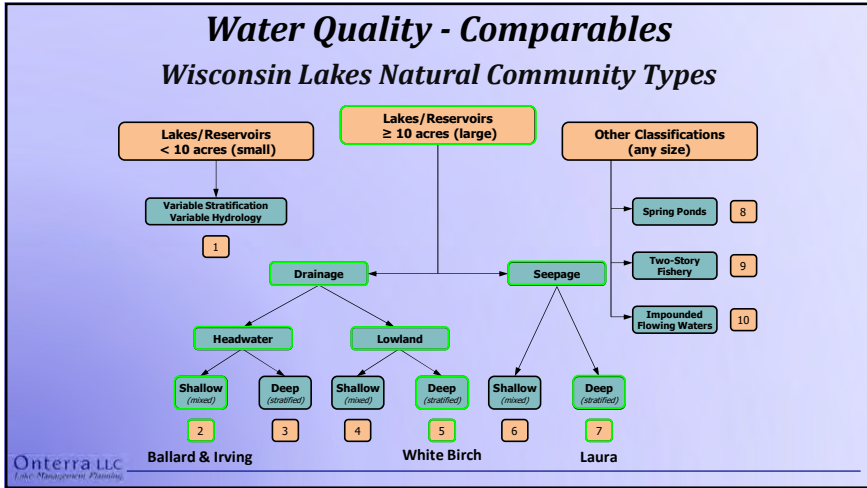 Water Quality - Comparables
Wisconsin Lakes Natural Community Types
Lakes/Reservoirs
< 10 acres (small)
Lakes/Reservoirs
≥ 10 acres (large)
Other Classifications
(any size)
Variable Stratification
Variable Hydrology
1
Spring Ponds
8
Two-Story
Fishery
9
Impounded
Flowing Waters
10
Drainage
Seepage
Headwater
Lowland
Shallow
(mixed)
Deep
(stratified)
Shallow
(mixed)
Deep
(stratified)
Shallow
(mixed)
Deep
(stratified)
2
3
4
5
6
7
Ballard & Irving
White Birch
Laura
Onterra LLC
Lake Management Planning